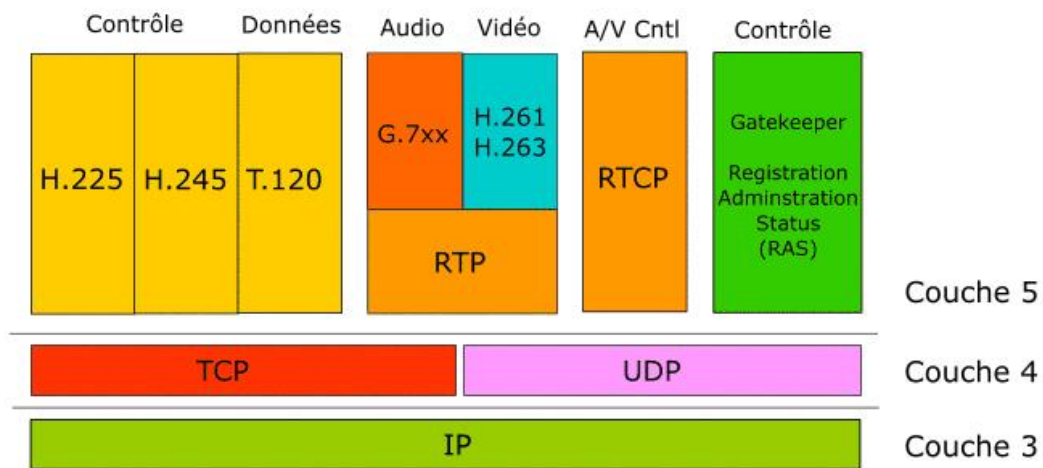 Contrôle
Données
Audio
Vidéo
A/V Cntl
Contrôle
H.225
H.245
T.120
G.7xx
H.261
H.263
RTP
RTCP
Gatekeeper
Registration
Adminstration
Status
(RAS)
Couche 5
TCP
UDP
Couche 4
IP
Couche 3